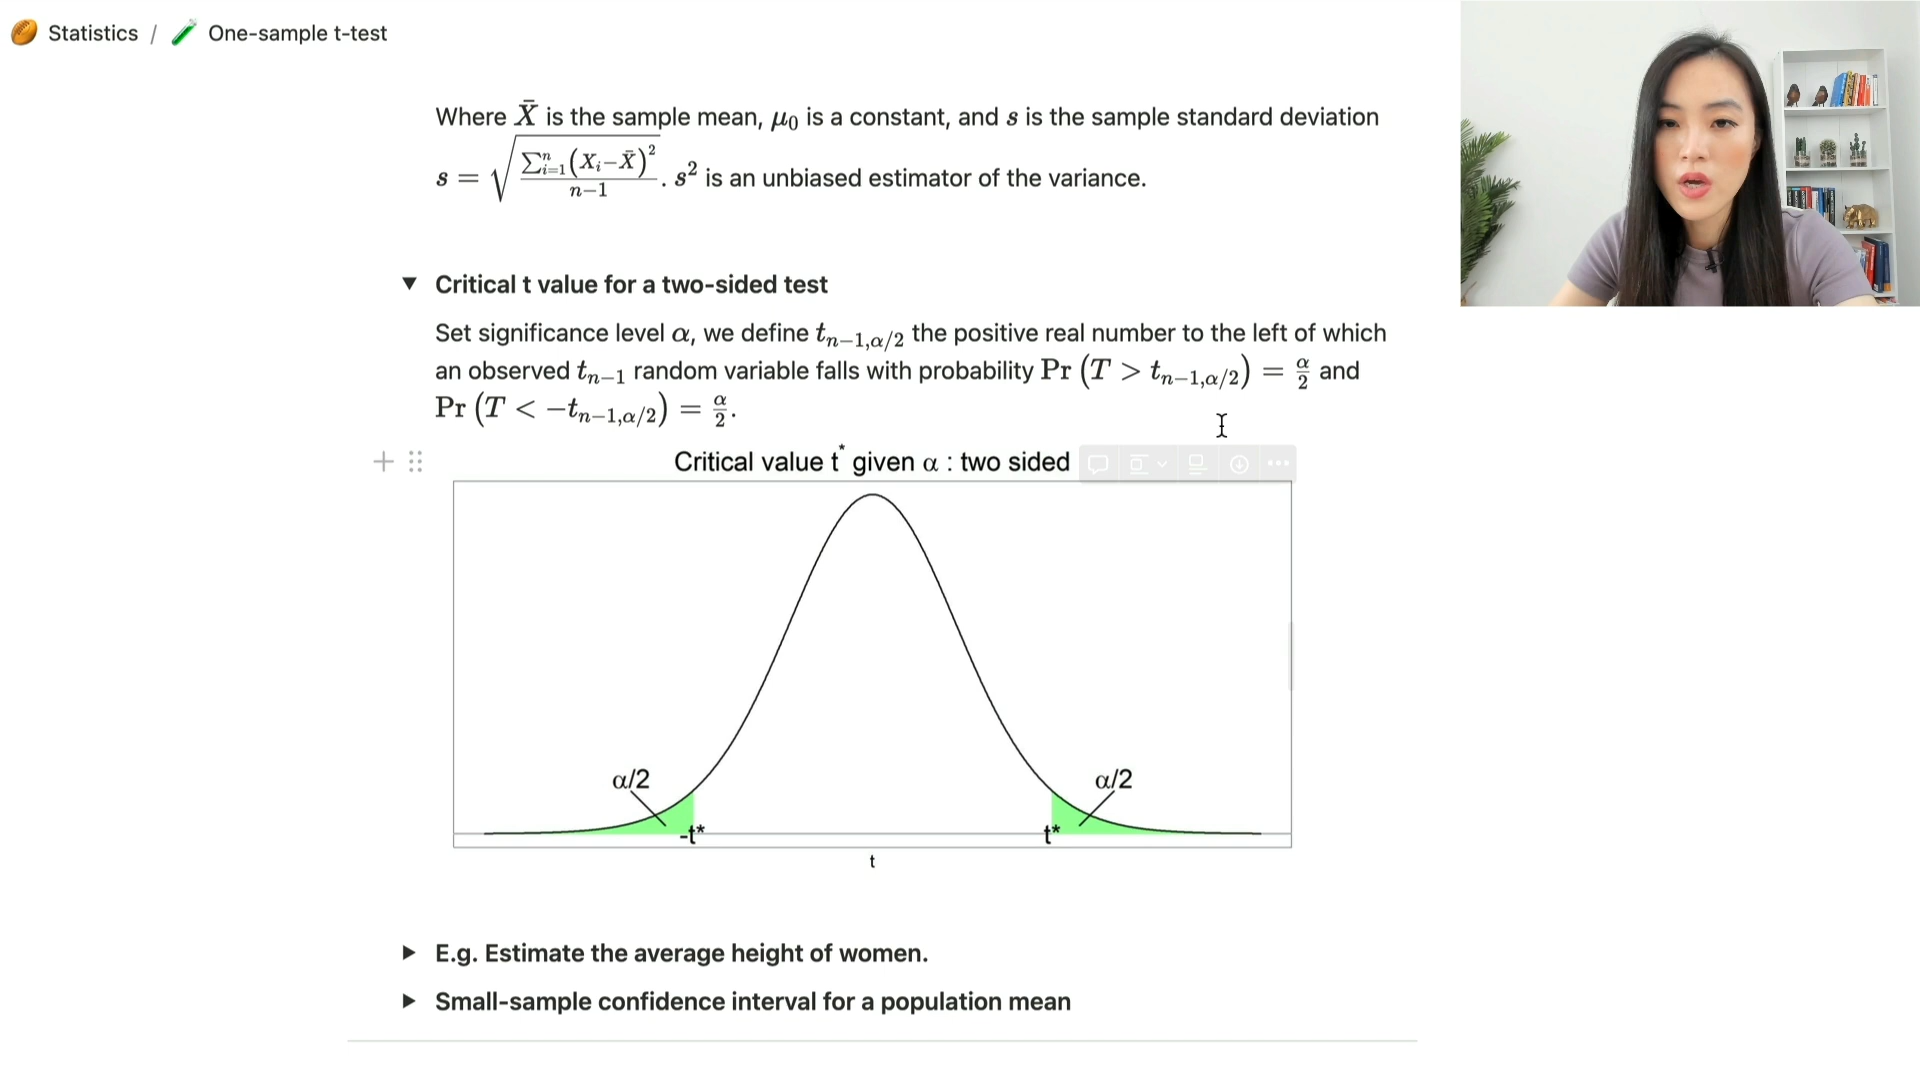 Statistics / One-sample t-test
Where X̄ is the sample mean, μ₀ is a constant, and s is the sample standard deviation
s = √(∑ⁿᵢ₌₁(Xᵢ−X̄)²/n−1). s² is an unbiased estimator of the variance.
Critical t value for a two-sided test
Set significance level α, we define tₙ₋₁,α/2 the positive real number to the left of which
an observed tₙ₋₁ random variable falls with probability Pr (T > tₙ₋₁,α/2) = α/2 and
Pr (T < −tₙ₋₁,α/2) = α/2.
Critical value t* given α : two sided
α/2 α/2
-t* t*
t
E.g. Estimate the average height of women.
Small-sample confidence interval for a population mean